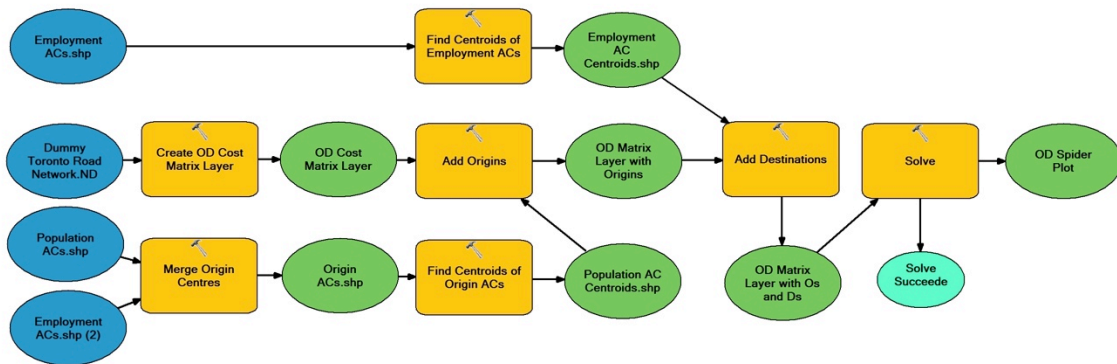 Employment
ACs.shp
Find Centroids of
Employment ACs
Employment
AC
Centroids.shp
Dummy
Toronto Road
Network.ND
Create OD Cost
Matrix Layer
OD Cost
Matrix Layer
Add Origins
OD Matrix
Layer with
Origins
Add Destinations
Solve
OD Spider
Plot
Population
ACs.shp
Merge Origin
Centres
Origin
ACs.shp
Find Centroids of
Origin ACs
Population AC
Centroids.shp
OD Matrix
Layer with Os
and Ds
Solve
Succeede
Employment
ACs.shp (2)